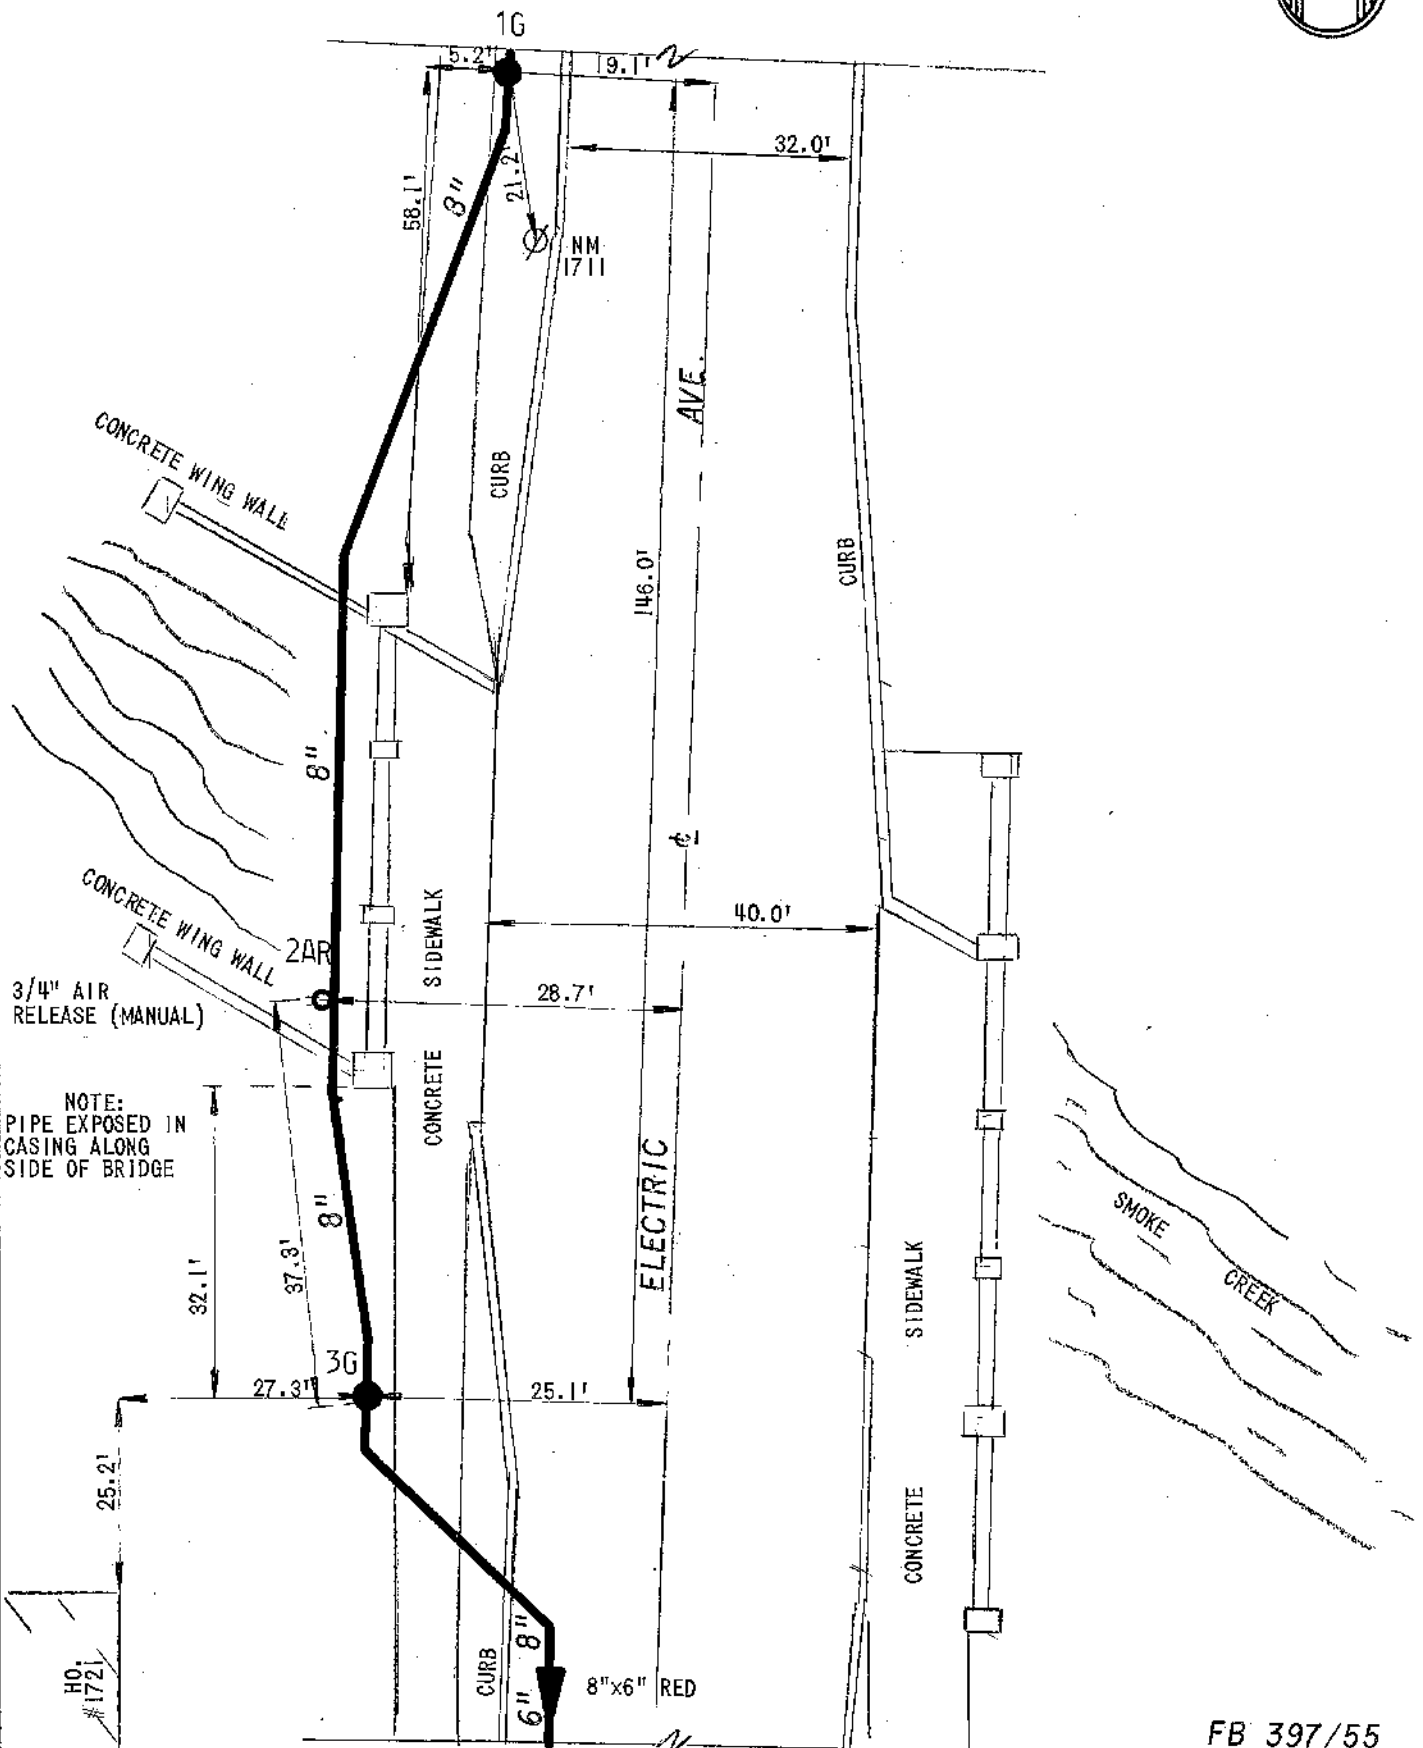 1G
5.2'
19.1'
32.0'
58.1'
8"
21.2'
NM
1711
AVE.
CONCRETE WING WALL
CURB
CURB
146.0'
8"
℄
CONCRETE WING WALL
2AR
SIDEWALK
40.0'
3/4" AIR
RELEASE (MANUAL)
28.7'
CONCRETE
NOTE:
PIPE EXPOSED IN
CASING ALONG
SIDE OF BRIDGE
8"
ELECTRIC
SMOKE
CREEK
32.1'
37.3'
SIDEWALK
3G
27.3'
25.1'
25.2'
CONCRETE
HO.
#1721
CURB
8"
6"
8"x6" RED
FB 397/55